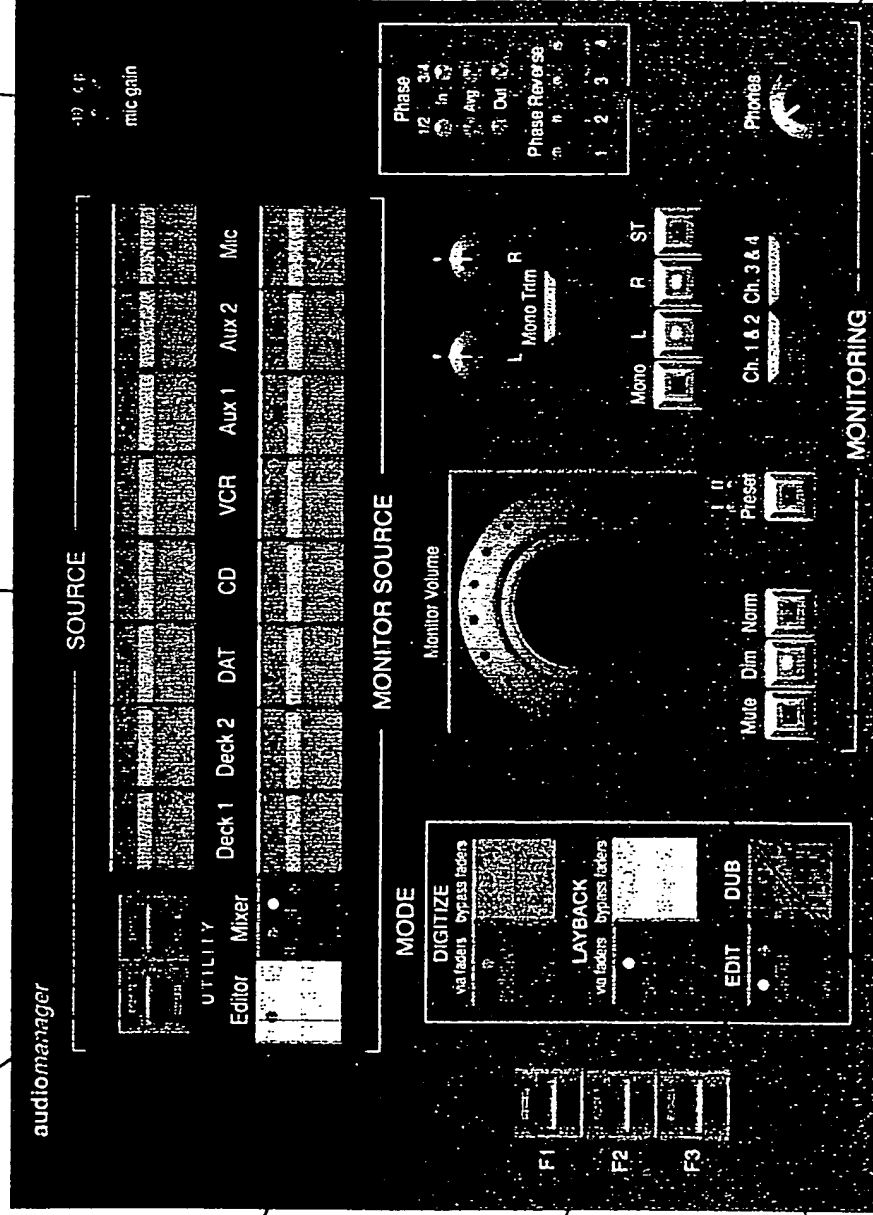 audiomanager
SOURCE
mic gain
UTILITY
Editor Mixer Deck 1 Deck 2 DAT CD VCR Aux 1 Aux 2 Mic
MONITOR SOURCE
F1
F2
F3
MODE
DIGITIZE
via faders bypass faders
LAYBACK
via faders bypass faders
EDIT DUB
Monitor Volume
Mute Dim Norm
Preset
L R
Mono Trim
Mono L R ST
Ch. 1 & 2 Ch. 3 & 4
Phase
1/2 3/4
In
Avg
Out
Phase Reverse
1 2 3 4
Phones
MONITORING